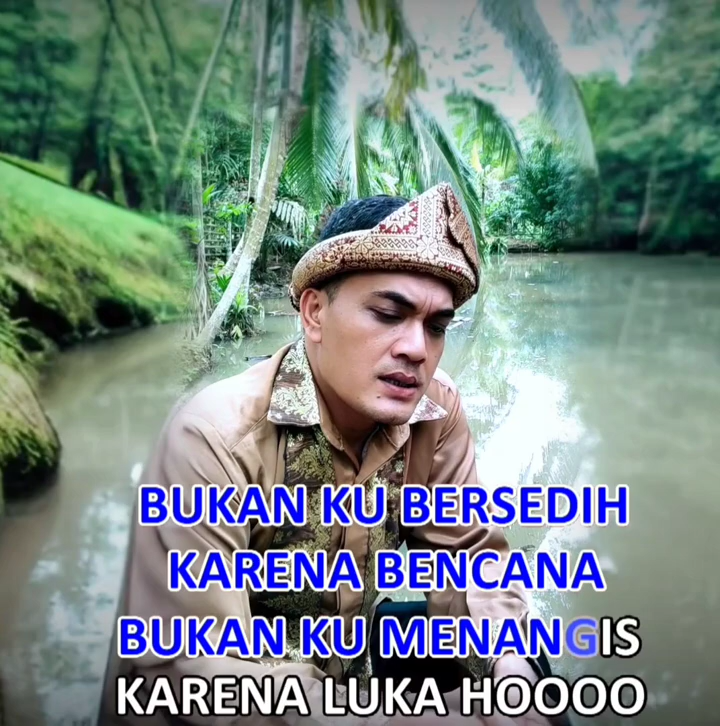 BUKAN KU BERSEDIH
KARENA BENCANA
BUKAN KU MENANGIS
KARENA LUKA HOOOO